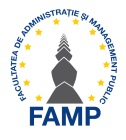 FACULTATEA DE ADMINISTRAȚIE ȘI MANAGEMENT PUBLIC
FAMP